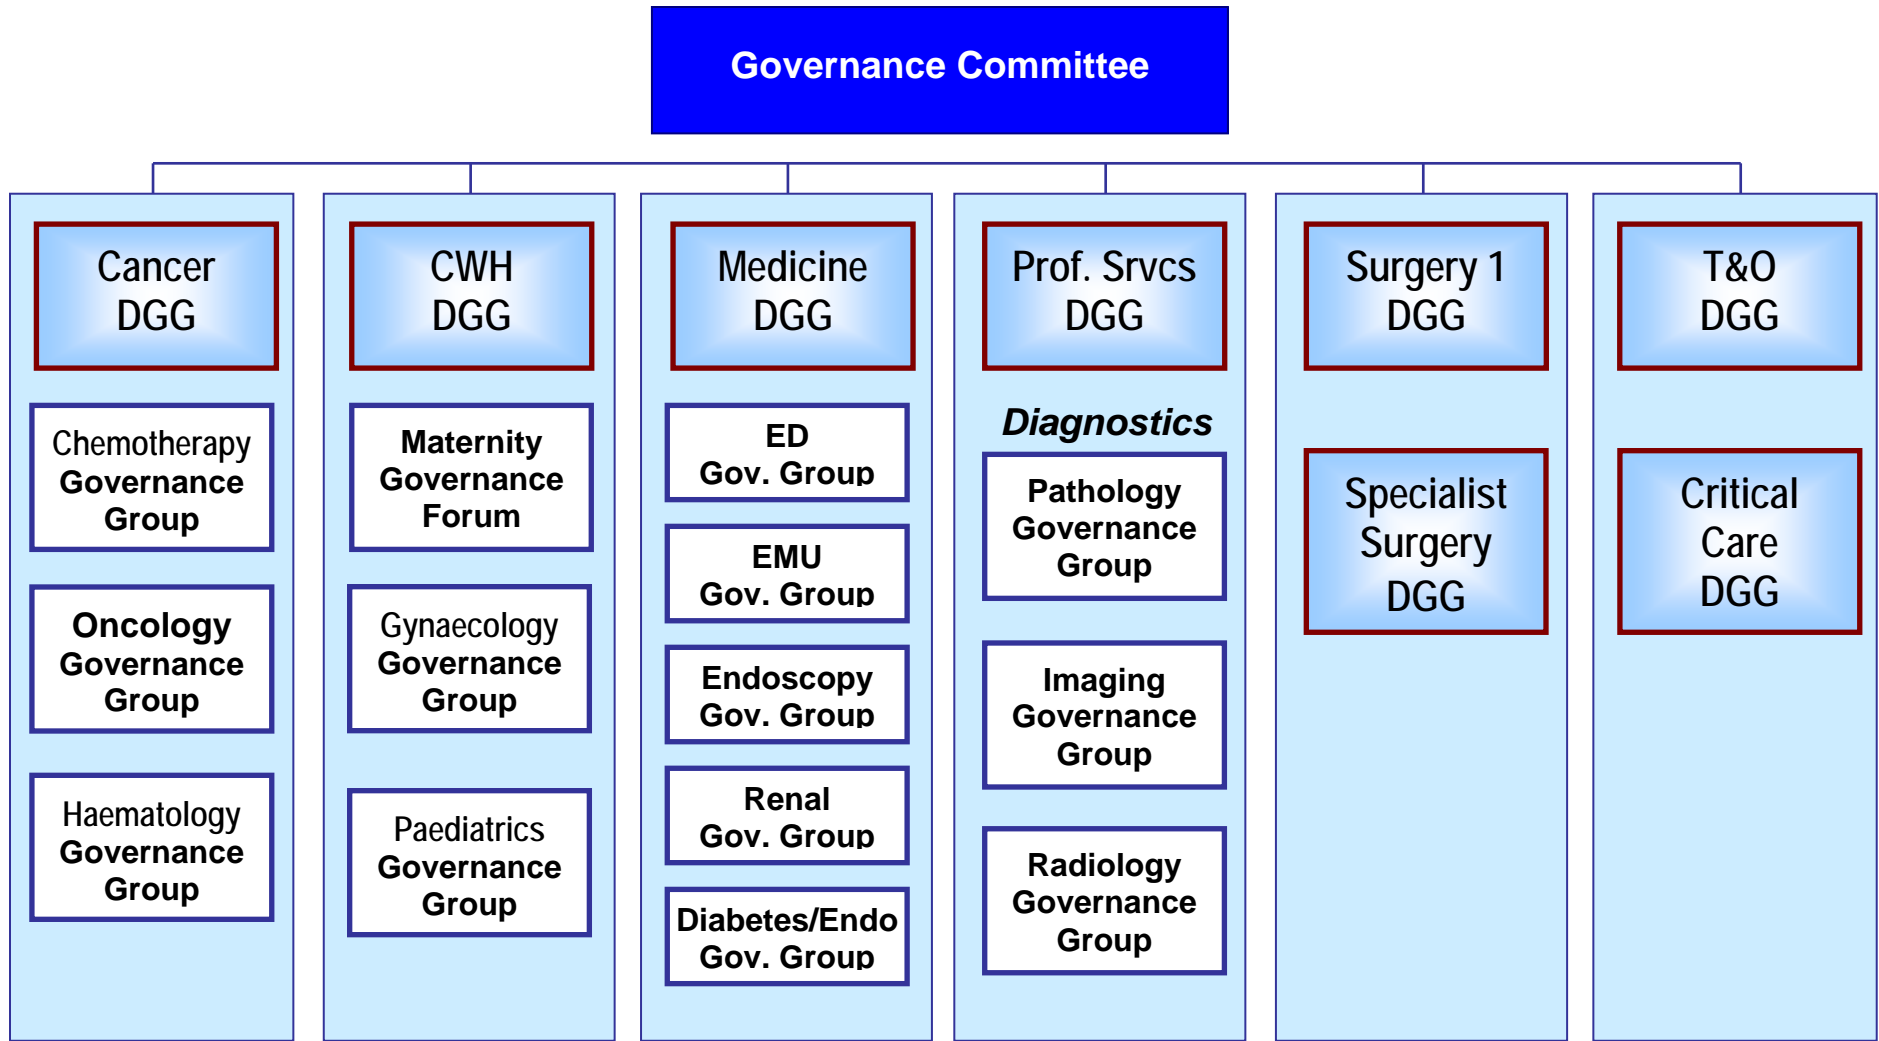 Governance Committee
Cancer
DGG
Chemotherapy
Governance
Group
Oncology
Governance
Group
Haematology
Governance
Group
CWH
DGG
Maternity
Governance
Forum
Gynaecology
Governance
Group
Paediatrics
Governance
Group
Medicine
DGG
ED
Gov. Group
EMU
Gov. Group
Endoscopy
Gov. Group
Renal
Gov. Group
Diabetes/Endo
Gov. Group
Prof. Srvcs
DGG
Diagnostics
Pathology
Governance
Group
Imaging
Governance
Group
Radiology
Governance
Group
Surgery 1
DGG
Specialist
Surgery
DGG
T&O
DGG
Critical
Care
DGG